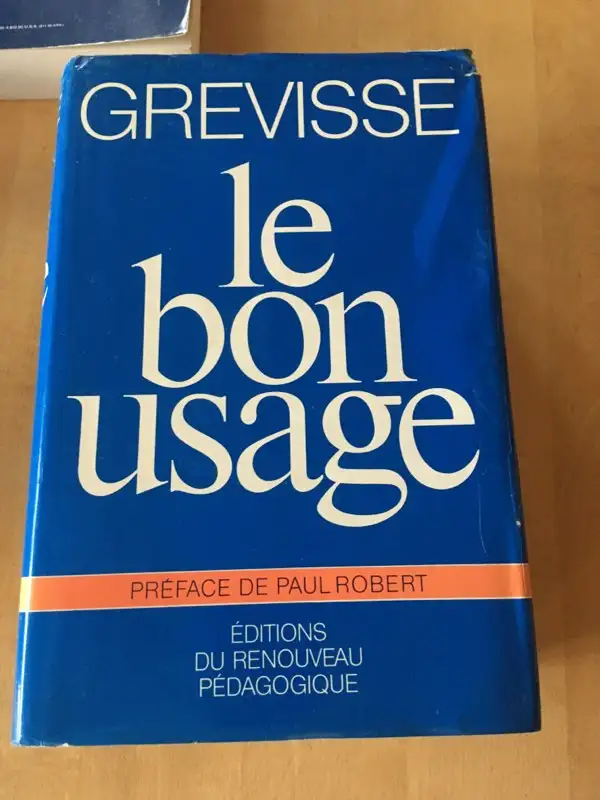 GREVISSE
le
bon
usage
PRÉFACE DE PAUL ROBERT
ÉDITIONS
DU RENOUVEAU
PÉDAGOGIQUE